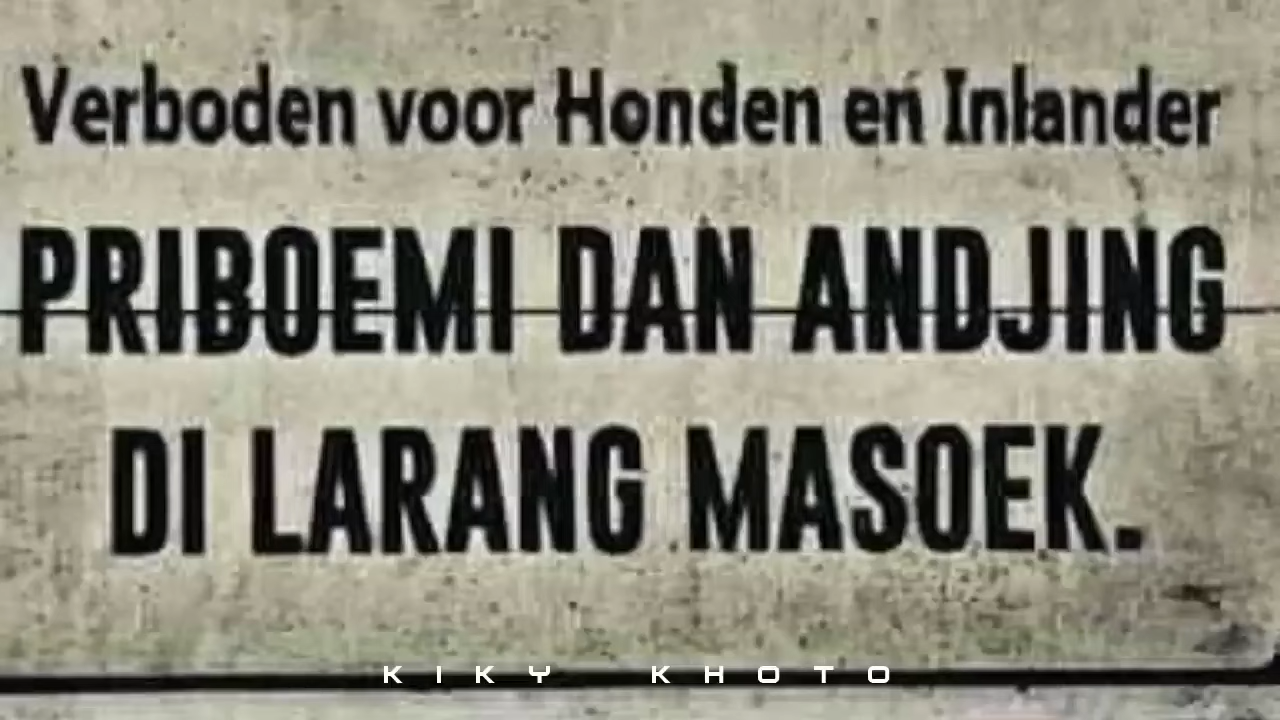 Verboden voor Honden en Inlander
PRIBOEMI DAN ANDJING
DI LARANG MASOEK.
KIKY KHOTO